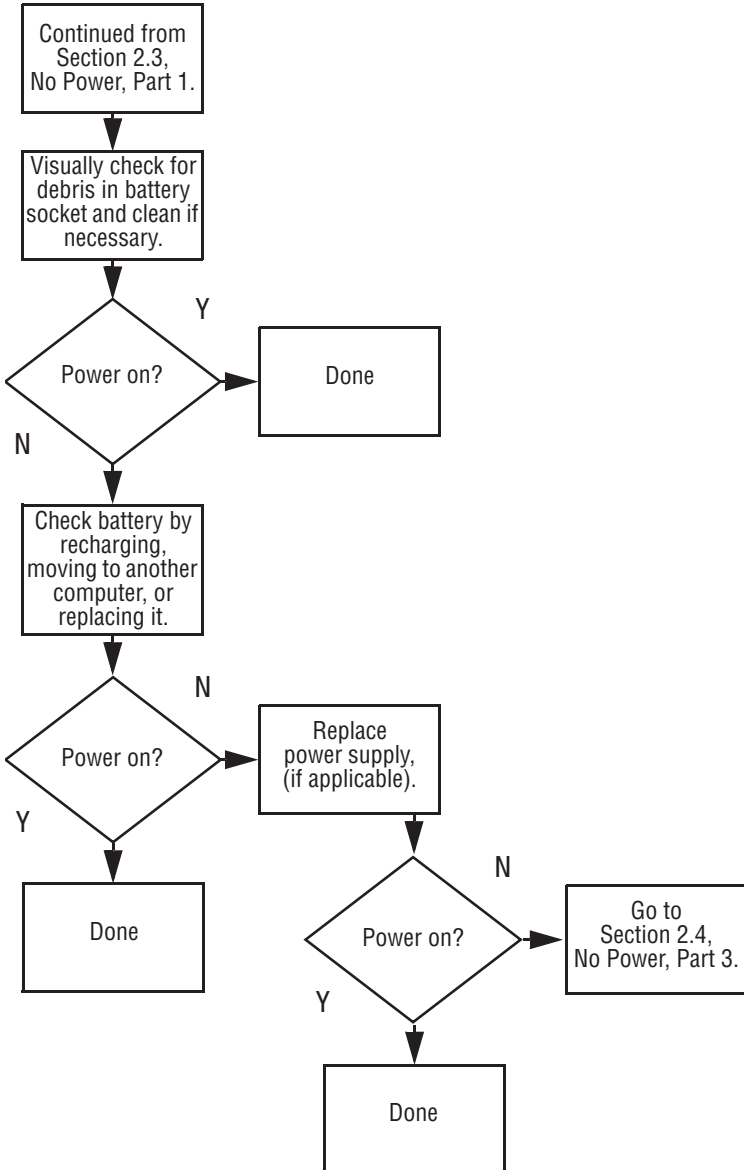 Continued from
Section 2.3,
No Power, Part 1.
Visually check for
debris in battery
socket and clean if
necessary.
Y
Power on?
Done
N
Check battery by
recharging,
moving to another
computer, or
replacing it.
N
Power on?
Replace
power supply,
(if applicable).
Y
Done
N
Power on?
Go to
Section 2.4,
No Power, Part 3.
Y
Done